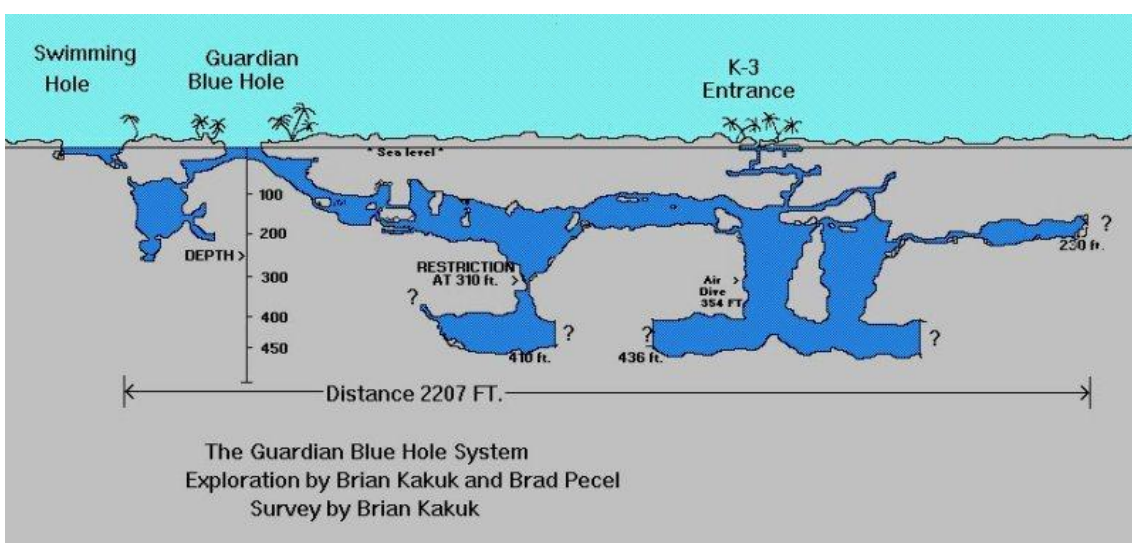 Swimming
Hole
Guardian
Blue Hole
K-3
Entrance
* Sea level *
100
200
DEPTH >
300
400
450
RESTRICTION
AT 310 ft. >
?
?
410 ft.
Air >
Dive
354 FT
?
436 ft.
?
?
230 ft.
Distance 2207 FT.
The Guardian Blue Hole System
Exploration by Brian Kakuk and Brad Pecel
Survey by Brian Kakuk